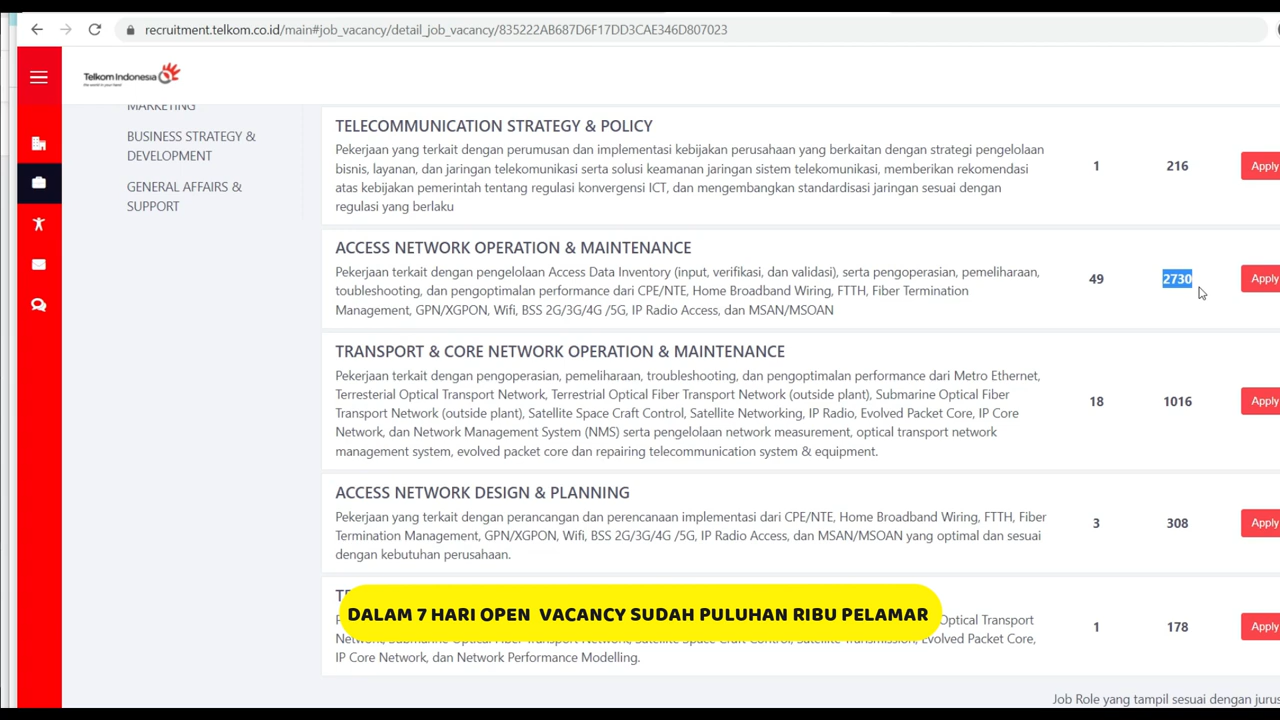 recruitment.telkom.co.id/main#job_vacancy/detail_job_vacancy/835222AB687D6F17DD3CAE346D807023
Telkom Indonesia
the world in your hand
MARKETING
BUSINESS STRATEGY &
DEVELOPMENT
GENERAL AFFAIRS &
SUPPORT
TELECOMMUNICATION STRATEGY & POLICY
Pekerjaan yang terkait dengan perumusan dan implementasi kebijakan perusahaan yang berkaitan dengan strategi pengelolaan
bisnis, layanan, dan jaringan telekomunikasi serta solusi keamanan jaringan sistem telekomunikasi, memberikan rekomendasi
atas kebijakan pemerintah tentang regulasi konvergensi ICT, dan mengembangkan standardisasi jaringan sesuai dengan
regulasi yang berlaku
1 216 Apply
ACCESS NETWORK OPERATION & MAINTENANCE
Pekerjaan terkait dengan pengelolaan Access Data Inventory (input, verifikasi, dan validasi), serta pengoperasian, pemeliharaan,
toubleshooting, dan pengoptimalan performance dari CPE/NTE, Home Broadband Wiring, FTTH, Fiber Termination
Management, GPN/XGPON, Wifi, BSS 2G/3G/4G /5G, IP Radio Access, dan MSAN/MSOAN
49 2730 Apply
TRANSPORT & CORE NETWORK OPERATION & MAINTENANCE
Pekerjaan terkait dengan pengoperasian, pemeliharaan, troubleshooting, dan pengoptimalan performance dari Metro Ethernet,
Terresterial Optical Transport Network, Terrestrial Optical Fiber Transport Network (outside plant), Submarine Optical Fiber
Transport Network (outside plant), Satellite Space Craft Control, Satellite Networking, IP Radio, Evolved Packet Core, IP Core
Network, dan Network Management System (NMS) serta pengelolaan network measurement, optical transport network
management system, evolved packet core dan repairing telecommunication system & equipment.
18 1016 Apply
ACCESS NETWORK DESIGN & PLANNING
Pekerjaan yang terkait dengan perancangan dan perencanaan implementasi dari CPE/NTE, Home Broadband Wiring, FTTH, Fiber
Termination Management, GPN/XGPON, Wifi, BSS 2G/3G/4G /5G, IP Radio Access, dan MSAN/MSOAN yang optimal dan sesuai
dengan kebutuhan perusahaan.
3 308 Apply
DALAM 7 HARI OPEN VACANCY SUDAH PULUHAN RIBU PELAMAR
Optical Transport
Evolved Packet Core,
IP Core Network, dan Network Performance Modelling.
1 178 Apply
Job Role yang tampil sesuai dengan jurus